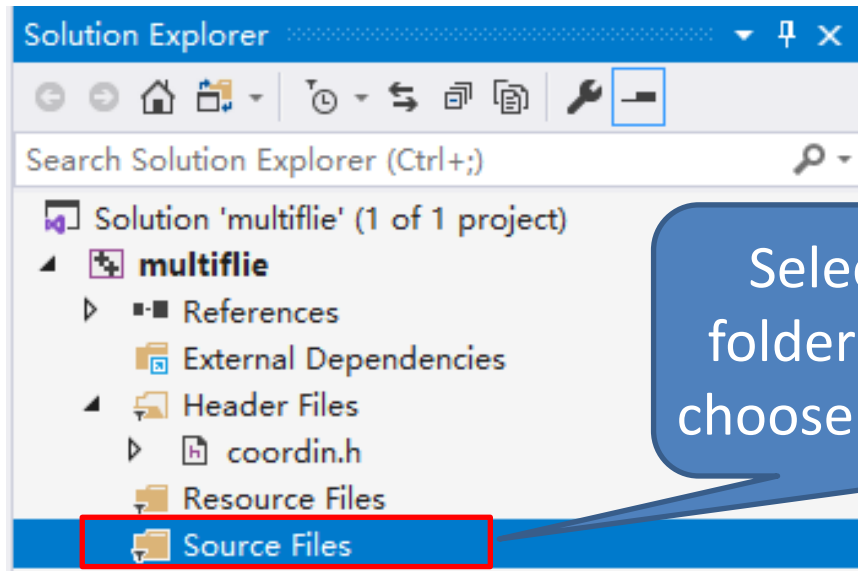 Solution Explorer
Search Solution Explorer (Ctrl+;)
Solution 'multiflie' (1 of 1 project)
multiflie
References
External Dependencies
Header Files
coordin.h
Resource Files
Source Files
folder
choose